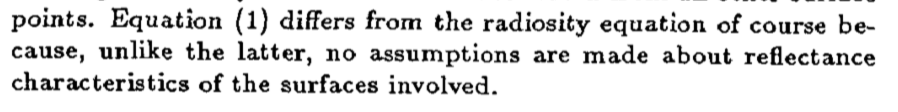 points. Equation (1) differs from the radiosity equation of course be-
cause, unlike the latter, no assumptions are made about reflectance
characteristics of the surfaces involved.